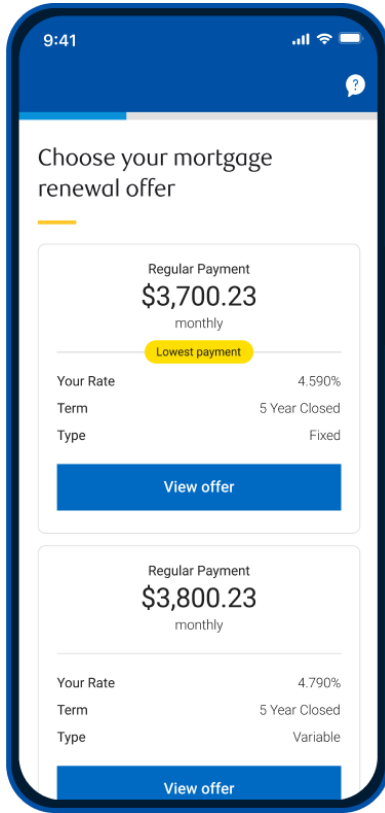 9:41
?
Choose your mortgage
renewal offer
Regular Payment
$3,700.23
monthly
Lowest payment
Your Rate 4.590%
Term 5 Year Closed
Type Fixed
View offer
Regular Payment
$3,800.23
monthly
Your Rate 4.790%
Term 5 Year Closed
Type Variable
View offer